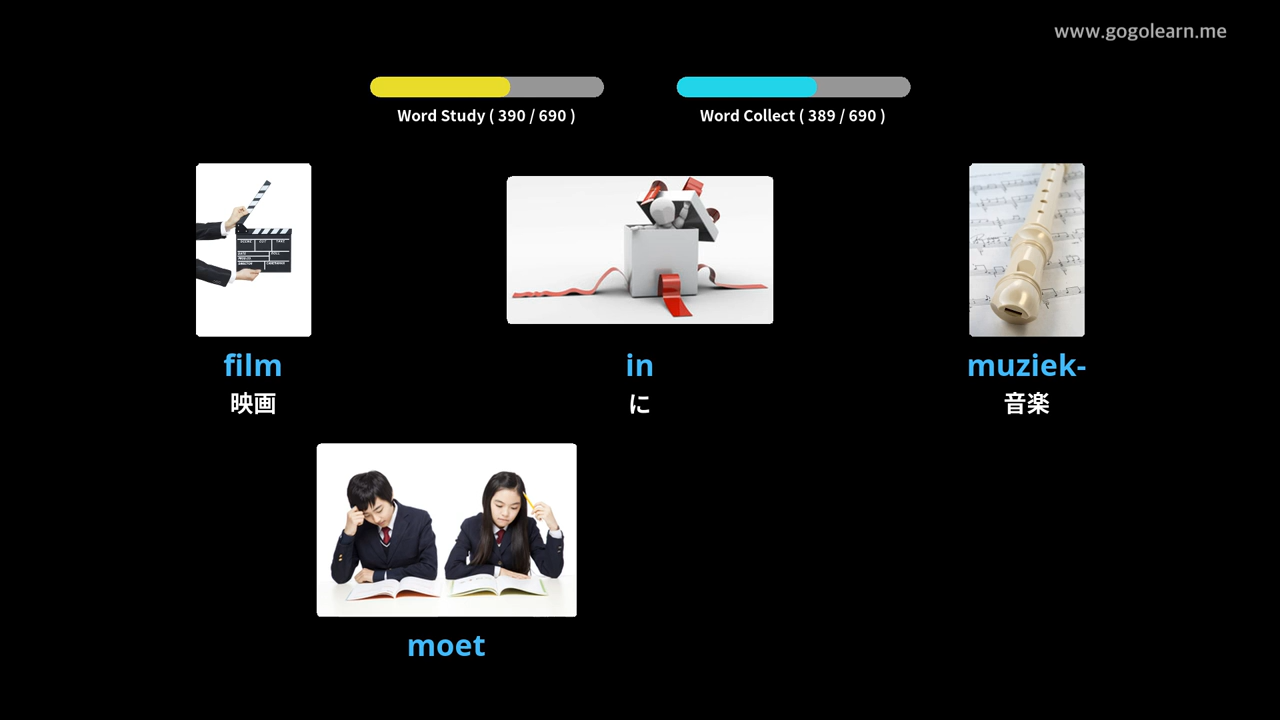 www.gogolearn.me
Word Study ( 390 / 690 )
Word Collect ( 389 / 690 )
film
映画
in
に
muziek-
音楽
moet